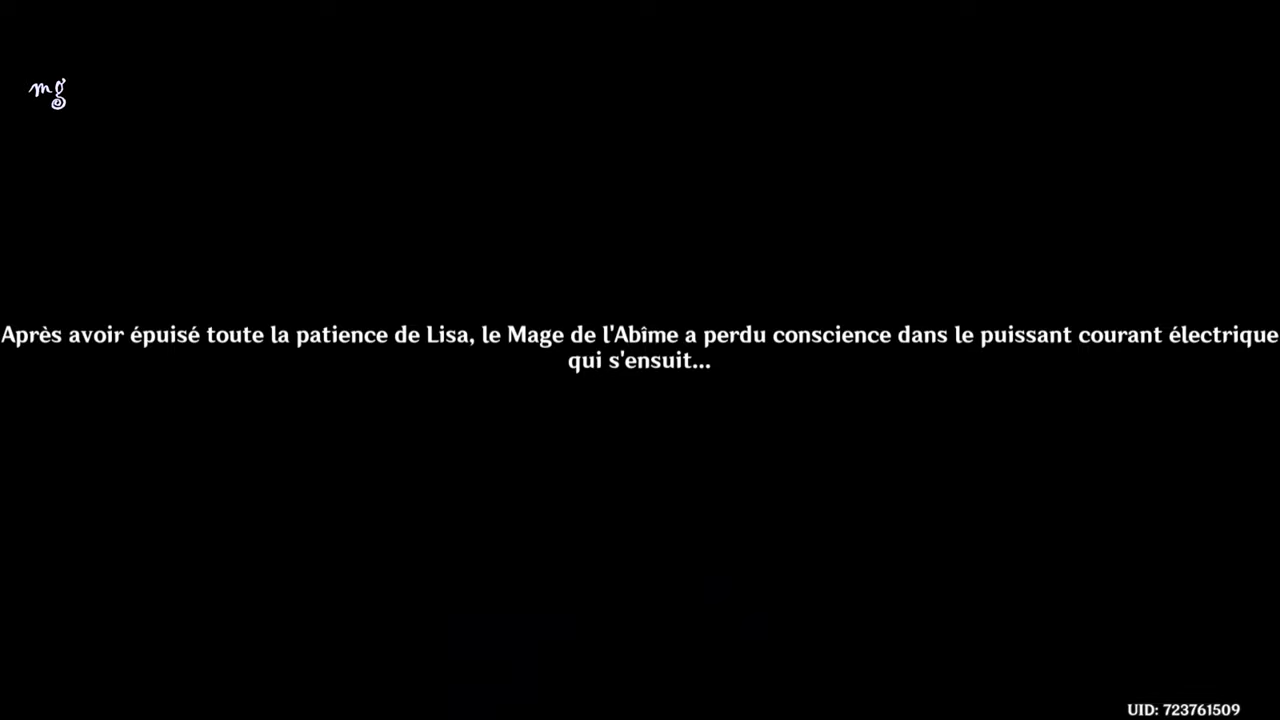 mg
Après avoir épuisé toute la patience de Lisa, le Mage de l'Abîme a perdu conscience dans le puissant courant électrique
qui s'ensuit...
UID: 723761509